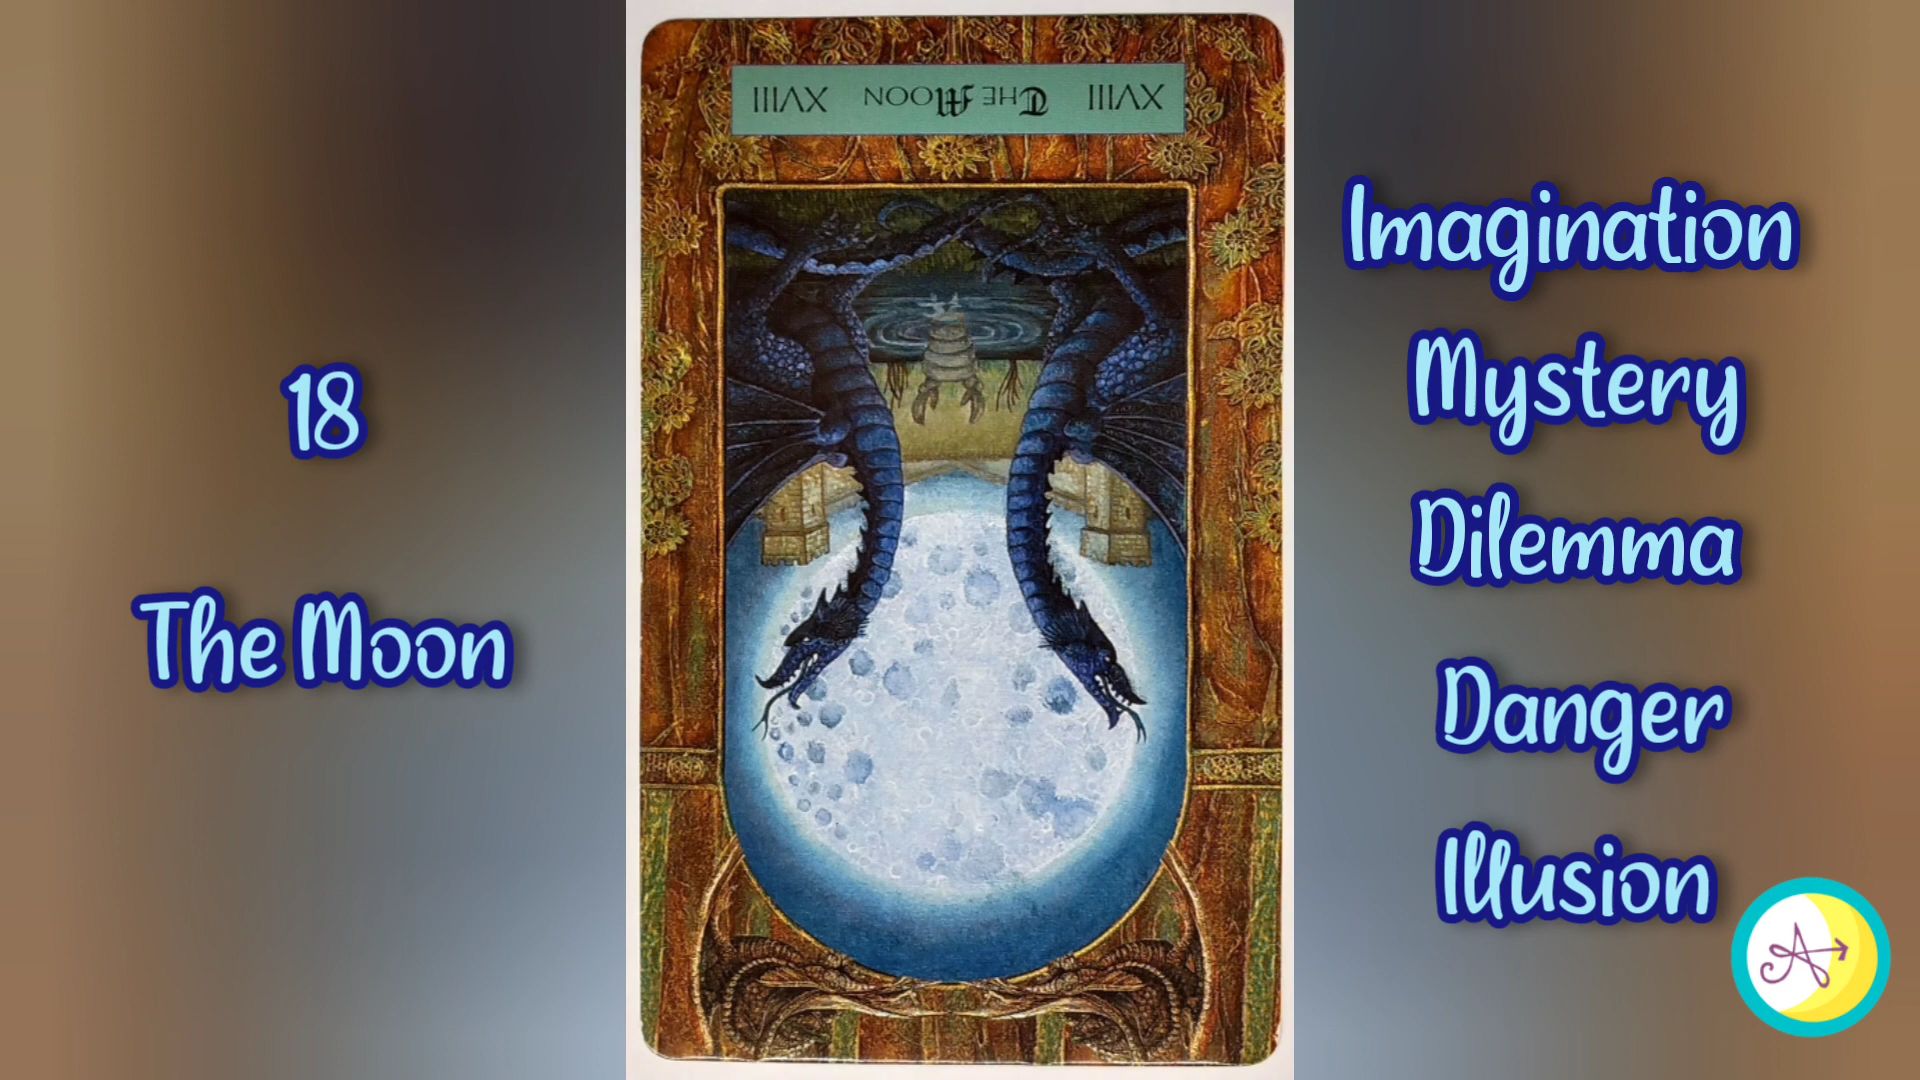 18
The Moon
XVIII The Moon XVIII
Imagination
Mystery
Dilemma
Danger
Illusion
A